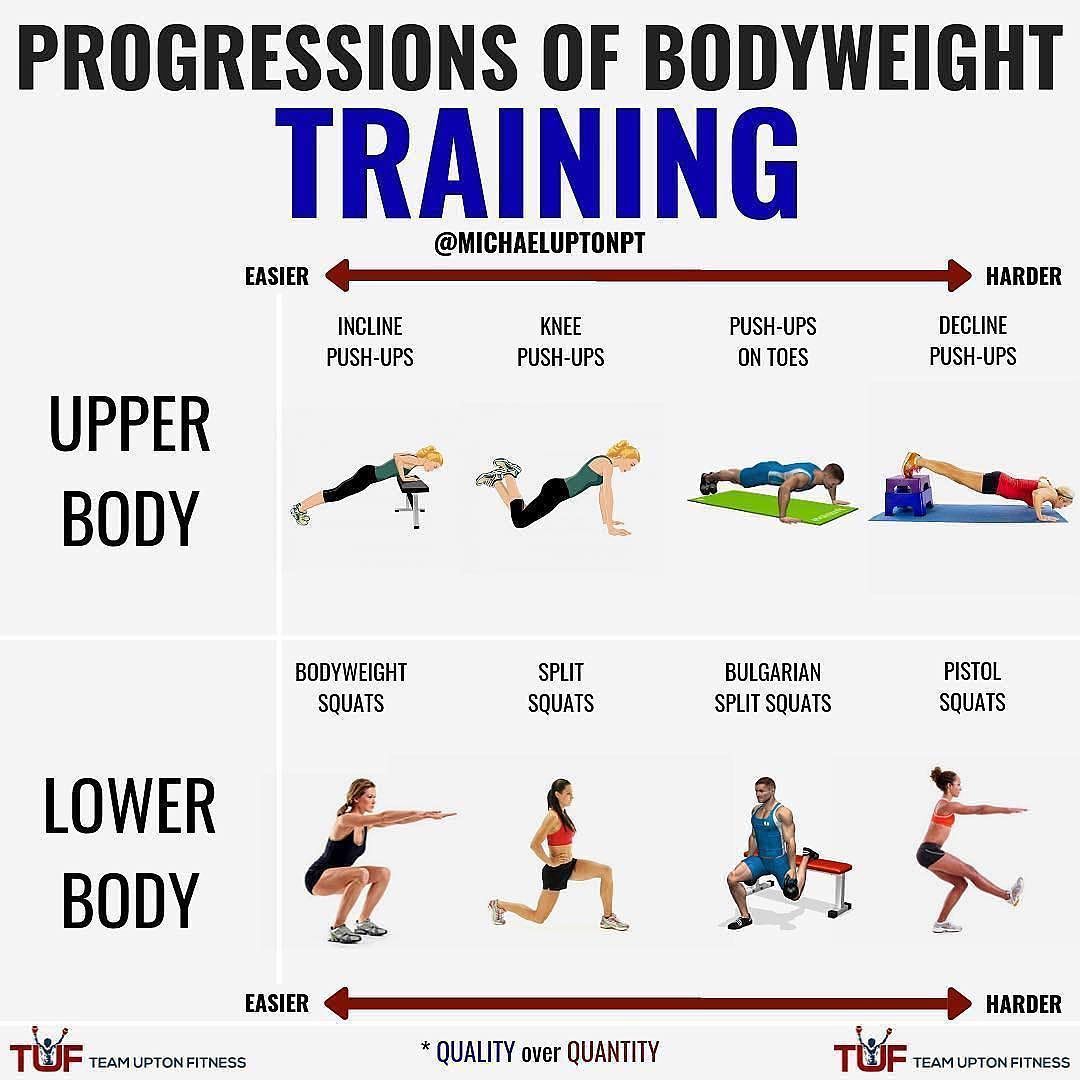 PROGRESSIONS OF BODYWEIGHT
TRAINING
@MICHAELUPTONPT
EASIER HARDER
INCLINE
PUSH-UPS
KNEE
PUSH-UPS
PUSH-UPS
ON TOES
DECLINE
PUSH-UPS
UPPER
BODY
BODYWEIGHT
SQUATS
SPLIT
SQUATS
BULGARIAN
SPLIT SQUATS
PISTOL
SQUATS
LOWER
BODY
EASIER HARDER
TUF TEAM UPTON FITNESS
* QUALITY over QUANTITY
TUF TEAM UPTON FITNESS